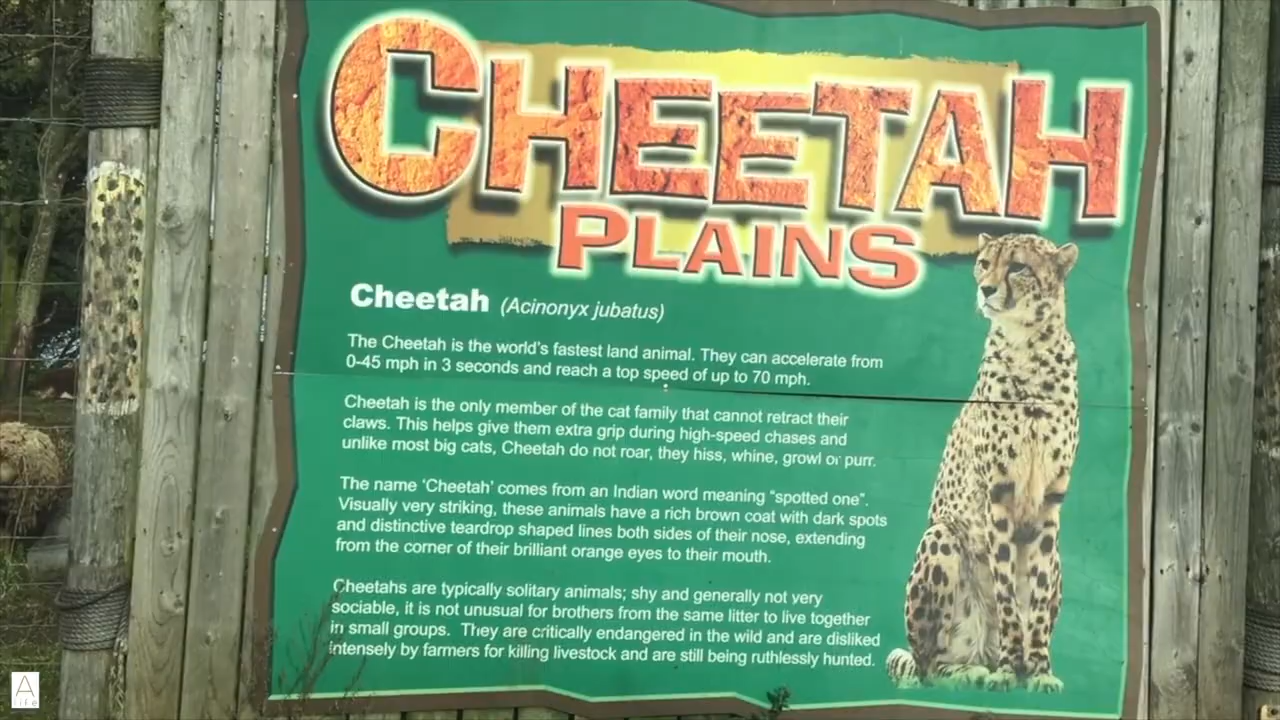 CHEETAH
PLAINS
Cheetah (Acinonyx jubatus)
The Cheetah is the world's fastest land animal. They can accelerate from
0-45 mph in 3 seconds and reach a top speed of up to 70 mph.
Cheetah is the only member of the cat family that cannot retract their
claws. This helps give them extra grip during high-speed chases and
unlike most big cats, Cheetah do not roar, they hiss, whine, growl or purr.
The name 'Cheetah' comes from an Indian word meaning "spotted one".
Visually very striking, these animals have a rich brown coat with dark spots
and distinctive teardrop shaped lines both sides of their nose, extending
from the corner of their brilliant orange eyes to their mouth.
Cheetahs are typically solitary animals; shy and generally not very
sociable, it is not unusual for brothers from the same litter to live together
in small groups. They are critically endangered in the wild and are disliked
intensely by farmers for killing livestock and are still being ruthlessly hunted.
A
life